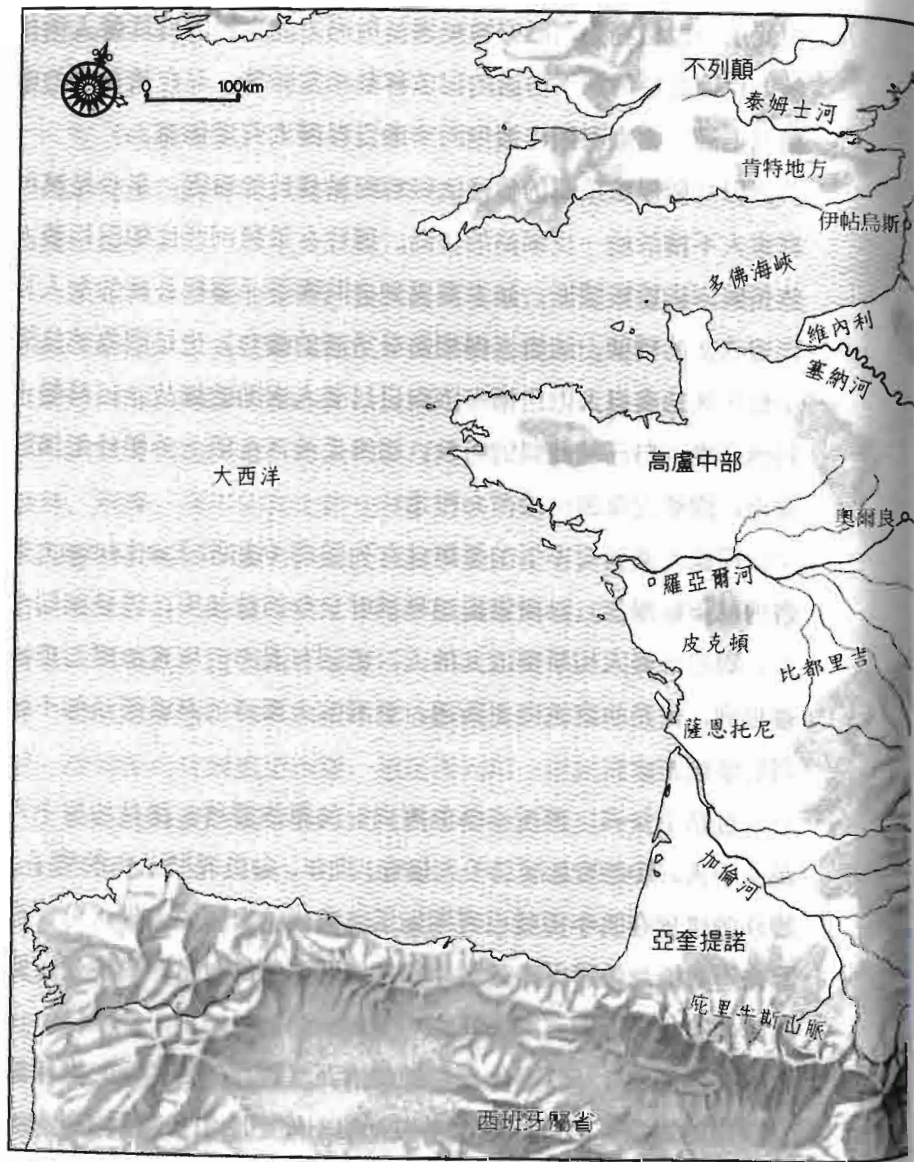 不列顛
0 100km
泰姆士河
肯特地方
伊帖烏斯
多佛海峽
維內利
塞納河
高盧中部
大西洋
奧爾良
羅亞爾河
皮克頓
比都里吉
薩恩托尼
加倫河
亞奎提諾
庇里牛斯山脈
西班牙屬省